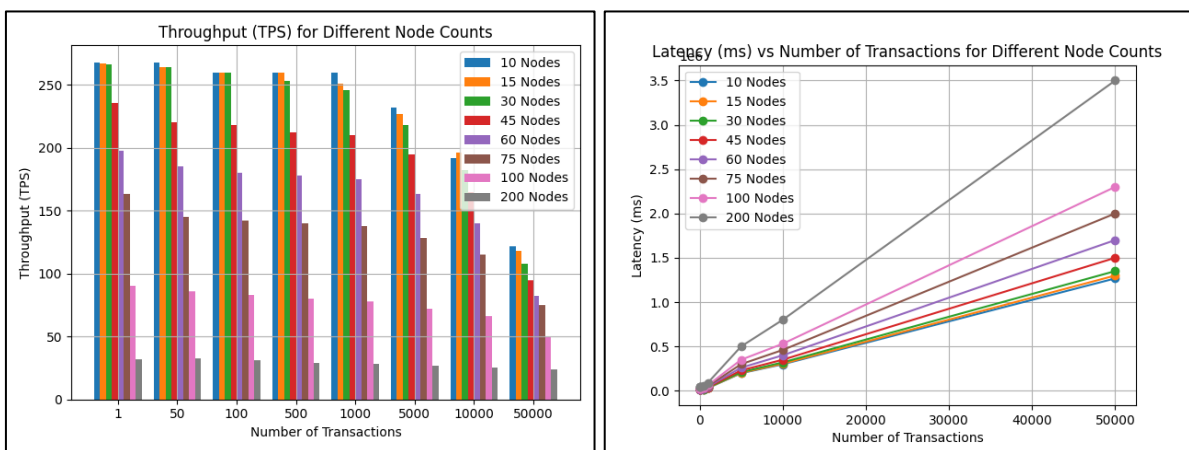 Throughput (TPS) for Different Node Counts
Throughput (TPS)
250
200
150
100
50
0
10 Nodes
15 Nodes
30 Nodes
45 Nodes
60 Nodes
75 Nodes
100 Nodes
200 Nodes
1 50 100 500 1000 5000 10000 50000
Number of Transactions
Latency (ms) vs Number of Transactions for Different Node Counts
1e6
Latency (ms)
3.5
3.0
2.5
2.0
1.5
1.0
0.5
0.0
10 Nodes
15 Nodes
30 Nodes
45 Nodes
60 Nodes
75 Nodes
100 Nodes
200 Nodes
0 10000 20000 30000 40000 50000
Number of Transactions